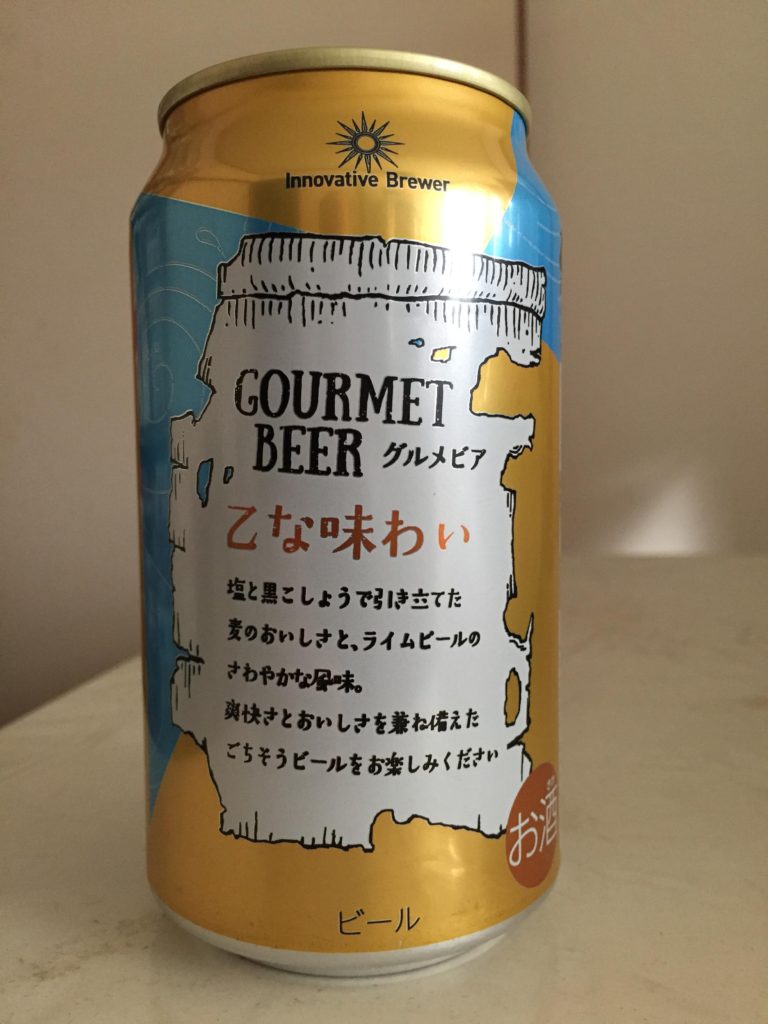 Innovative Brewer
GOURMET
BEER グルメビア
乙な味わい
塩と黒こしょうで引き立てた
麦のおいしさと、ライムピールの
さわやかな風味。
爽快さとおいしさを兼ね備えた
ごちそうビールをお楽しみください
お酒
ビール